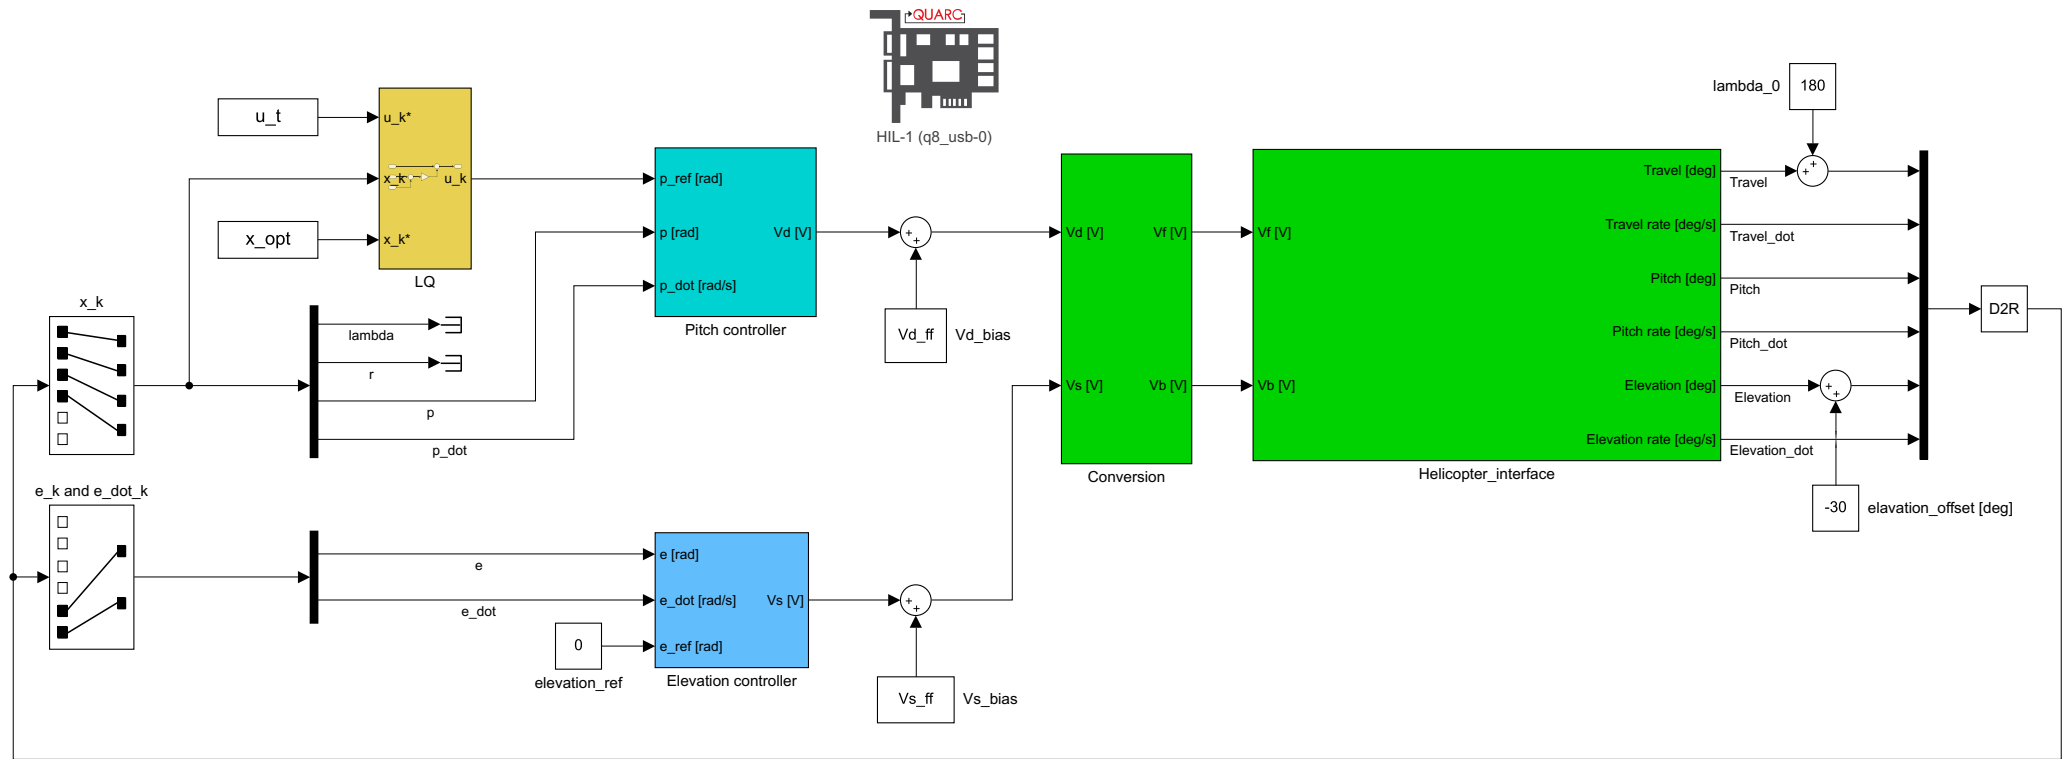 QUARC
HIL-1 (q8_usb-0)
u_t
u_k*
x_k
u_k
x_opt
x_k*
LQ
x_k
e_k and e_dot_k
lambda
r
p
p_dot
e
e_dot
0
elevation_ref
p_ref [rad]
p [rad]
Vd [V]
p_dot [rad/s]
Pitch controller
e [rad]
e_dot [rad/s]
Vs [V]
e_ref [rad]
Elevation controller
+
+
Vd_ff
Vd_bias
+
+
Vs_ff
Vs_bias
Vd [V]
Vf [V]
Vs [V]
Vb [V]
Conversion
Vf [V]
Vb [V]
Travel [deg]
Travel rate [deg/s]
Pitch [deg]
Pitch rate [deg/s]
Elevation [deg]
Elevation rate [deg/s]
Helicopter_interface
lambda_0
180
+
+
Travel
Travel_dot
Pitch
Pitch_dot
Elevation
+
+
Elevation_dot
-30
elavation_offset [deg]
D2R